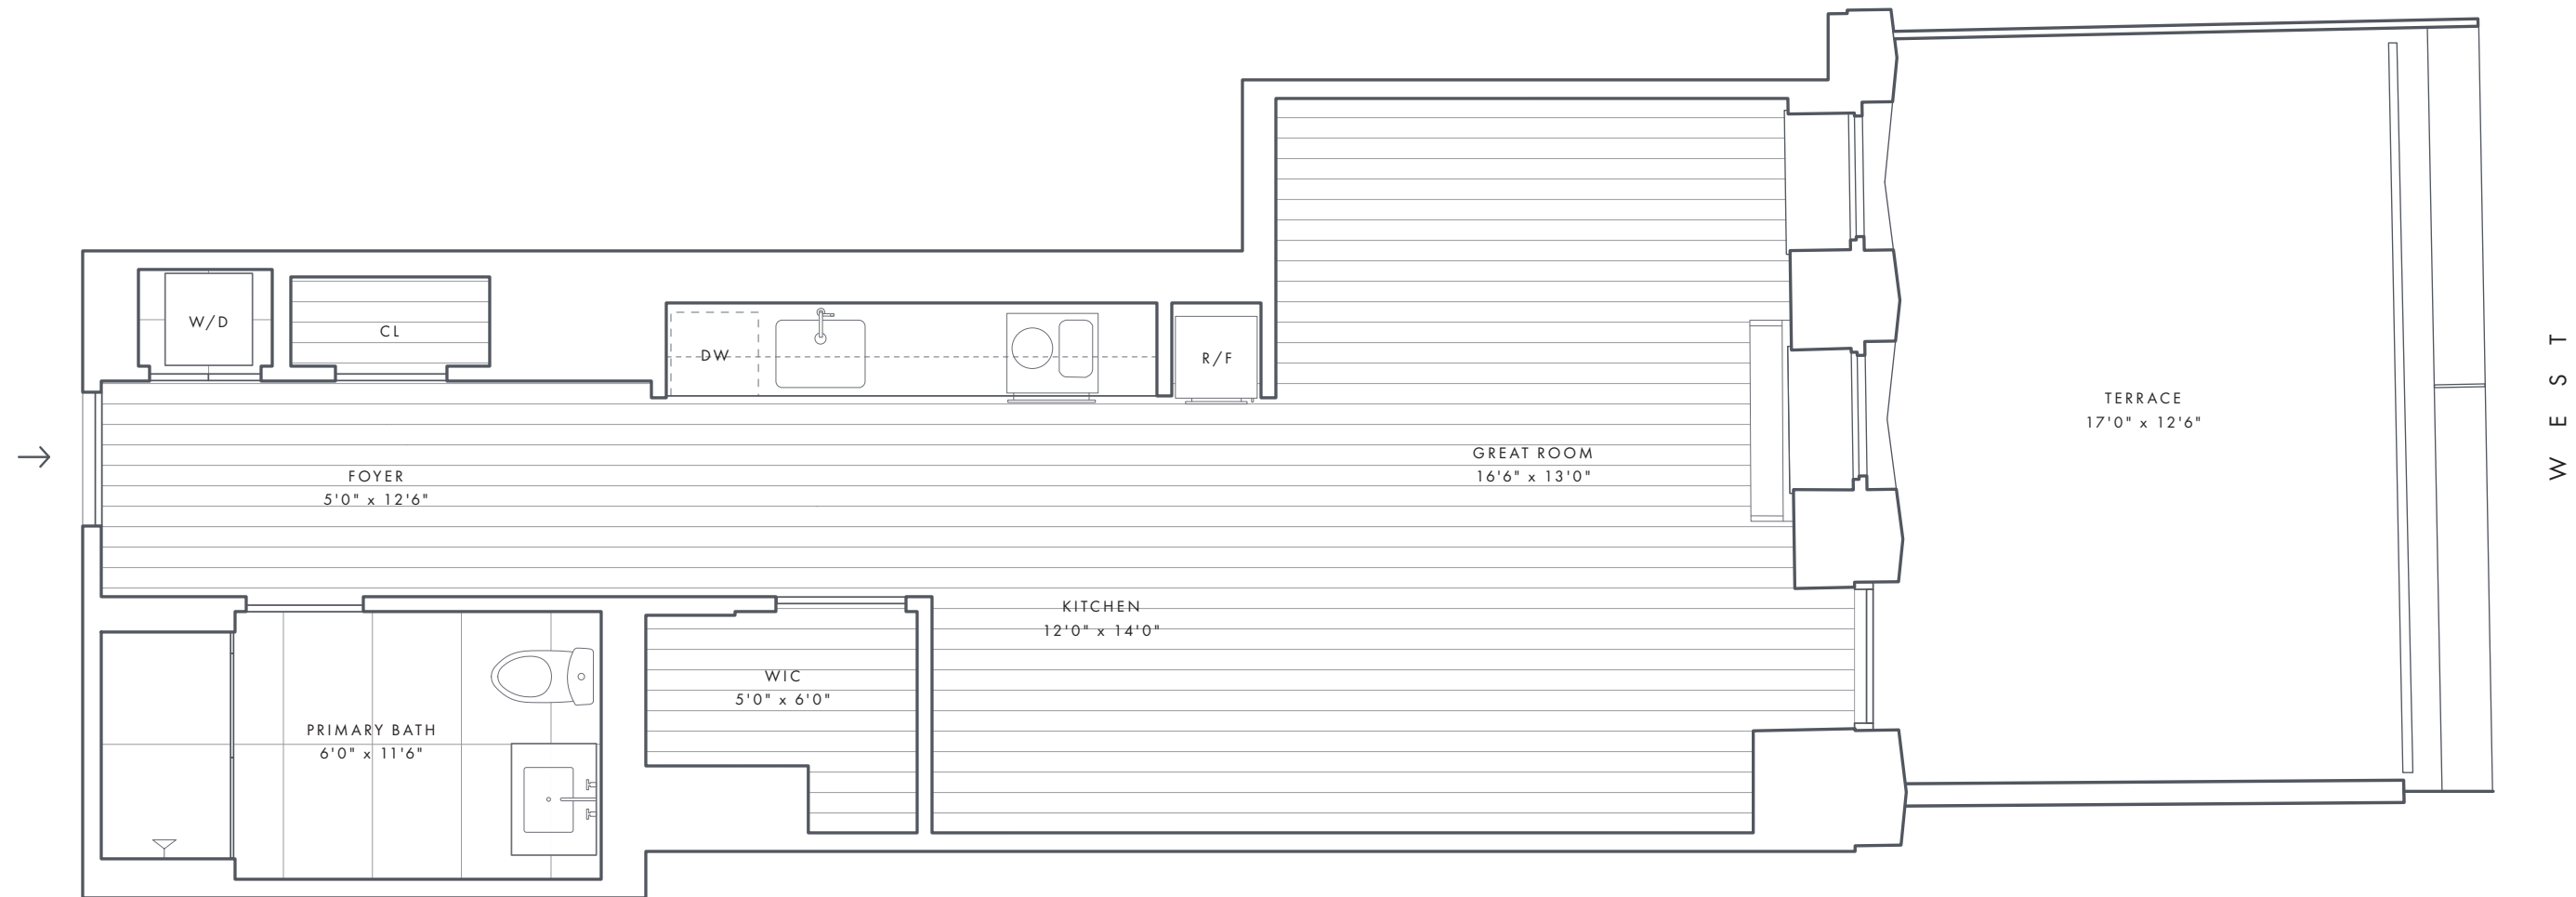 W/D
CL
DW
R/F
FOYER
5'0" x 12'6"
GREAT ROOM
16'6" x 13'0"
TERRACE
17'0" x 12'6"
WEST
KITCHEN
12'0" x 14'0"
WIC
5'0" x 6'0"
PRIMARY BATH
6'0" x 11'6"